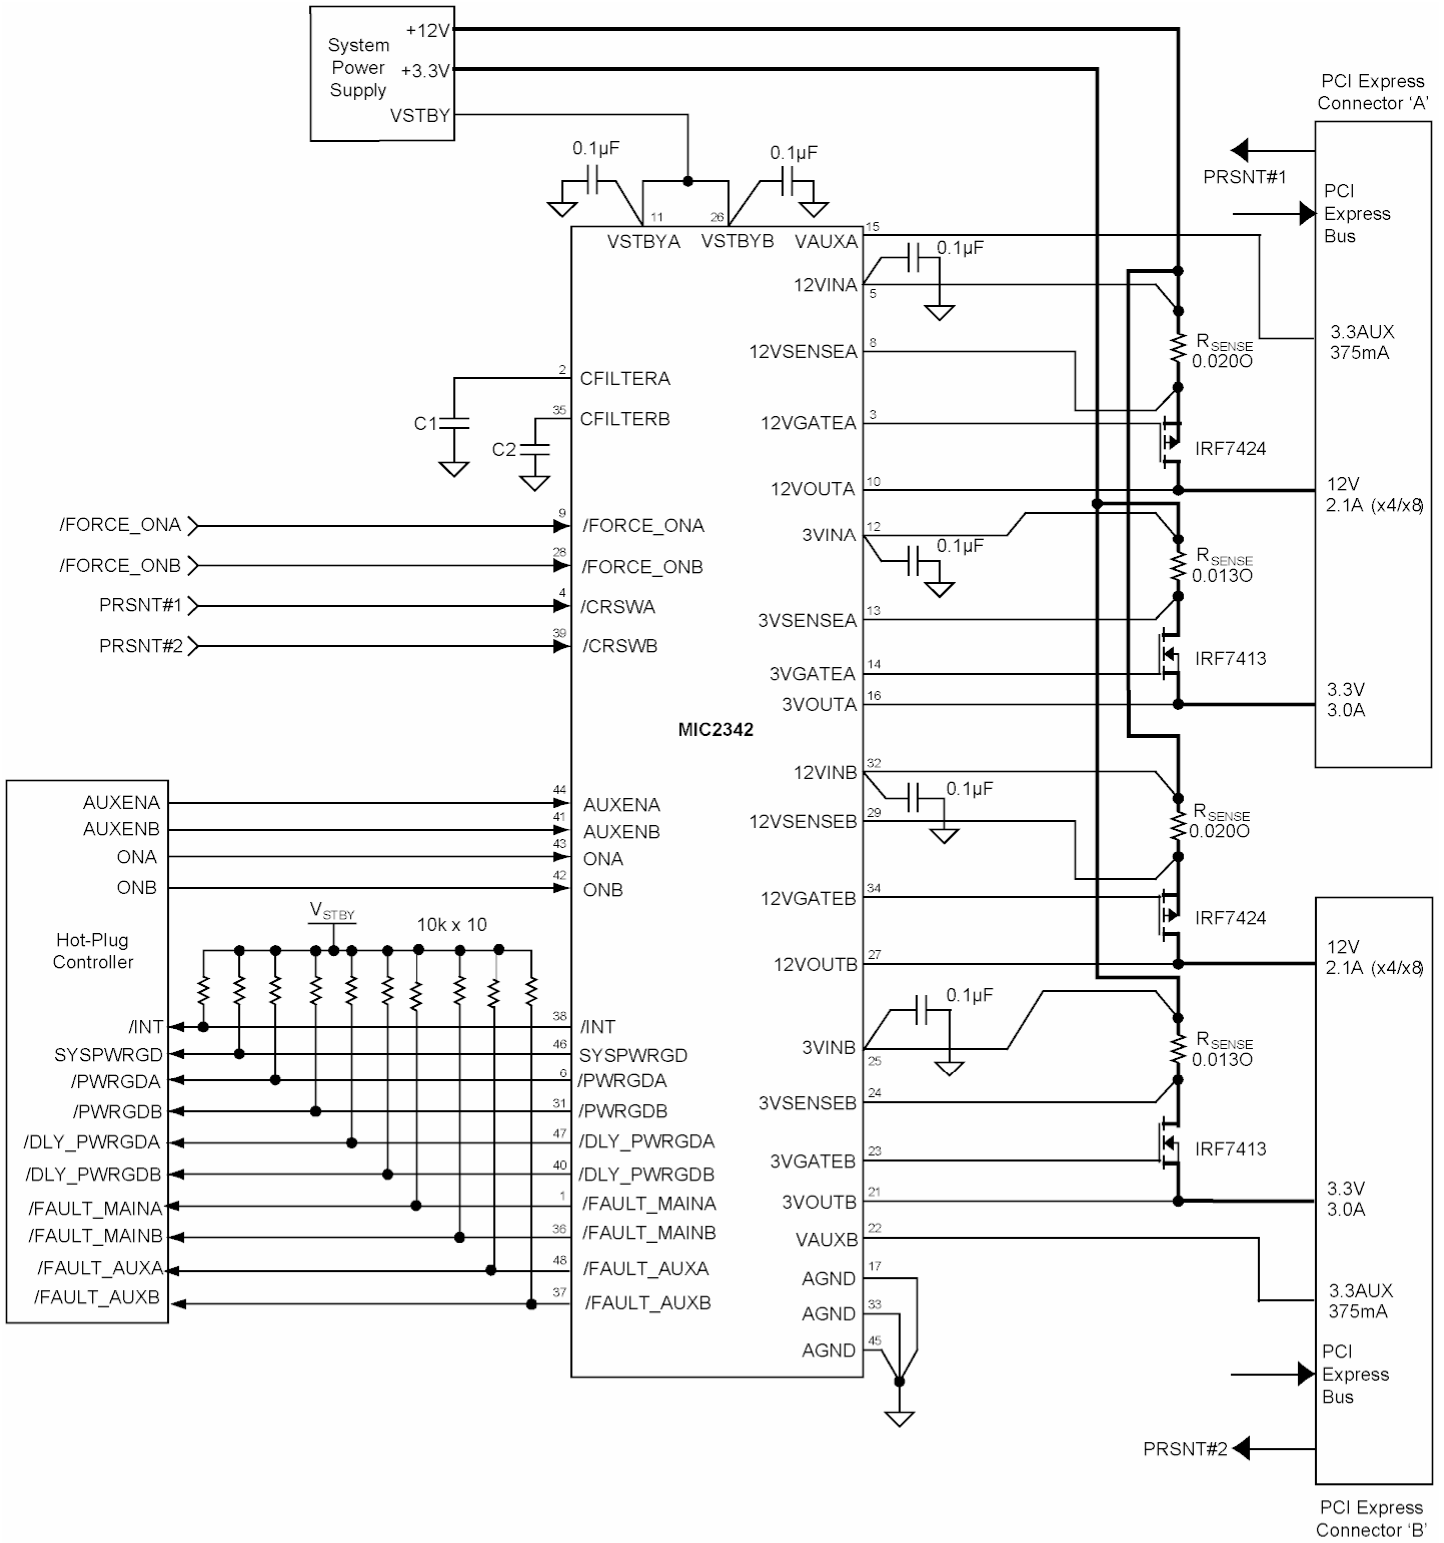 System
Power
Supply
+12V
+3.3V
VSTBY
0.1µF
0.1µF
11
26
VSTBYA
VSTBYB
PCI Express
Connector ‘A’
PRSNT#1
PCI
Express
Bus
3.3AUX
375mA
12V
2.1A (x4/x8)
3.3V
3.0A
VAUXA
15
0.1µF
12VINA
5
12VSENSEA
8
RSENSE
0.020O
12VGATEA
3
IRF7424
12VOUTA
10
3VINA
12
0.1µF
RSENSE
0.013O
3VSENSEA
13
3VGATEA
14
IRF7413
3VOUTA
16
2
CFILTERA
C1
35
CFILTERB
C2
/FORCE_ONA
9
/FORCE_ONA
/FORCE_ONB
28
/FORCE_ONB
PRSNT#1
4
/CRSWA
PRSNT#2
39
/CRSWB
MIC2342
12VINB
32
0.1µF
12VSENSEB
29
RSENSE
0.020O
12VGATEB
34
IRF7424
12VOUTB
27
0.1µF
3VINB
25
RSENSE
0.013O
3VSENSEB
24
3VGATEB
23
IRF7413
3VOUTB
21
VAUXB
22
AGND
17
AGND
33
AGND
45
AUXENA
44
AUXENA
AUXENB
41
AUXENB
ONA
43
ONA
ONB
42
ONB
VSTBY
10k x 10
Hot-Plug
Controller
/INT
38
/INT
SYSPWRGD
46
SYSPWRGD
/PWRGDA
6
/PWRGDA
/PWRGDB
31
/PWRGDB
/DLY_PWRGDA
47
/DLY_PWRGDA
/DLY_PWRGDB
40
/DLY_PWRGDB
/FAULT_MAINA
1
/FAULT_MAINA
/FAULT_MAINB
36
/FAULT_MAINB
/FAULT_AUXA
48
/FAULT_AUXA
/FAULT_AUXB
37
/FAULT_AUXB
12V
2.1A (x4/x8)
3.3V
3.0A
3.3AUX
375mA
PCI
Express
Bus
PRSNT#2
PCI Express
Connector ‘B’